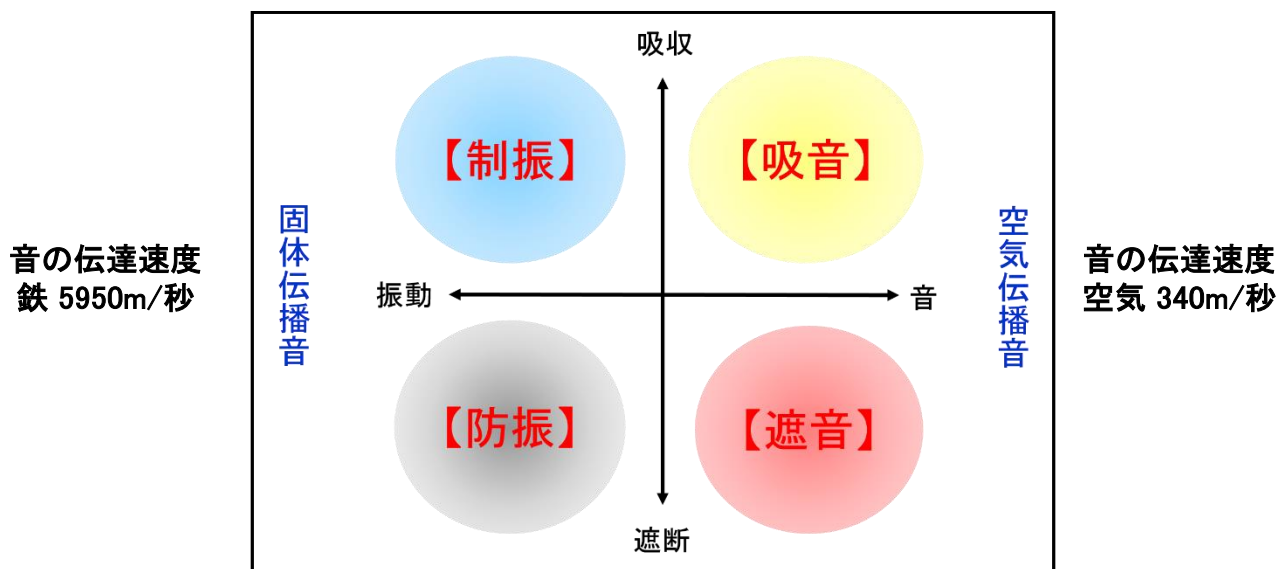 吸収
【制振】
【吸音】
固体伝播音
空気伝播音
音の伝達速度
鉄 5950m/秒
振動
音
音の伝達速度
空気 340m/秒
【防振】
【遮音】
遮断